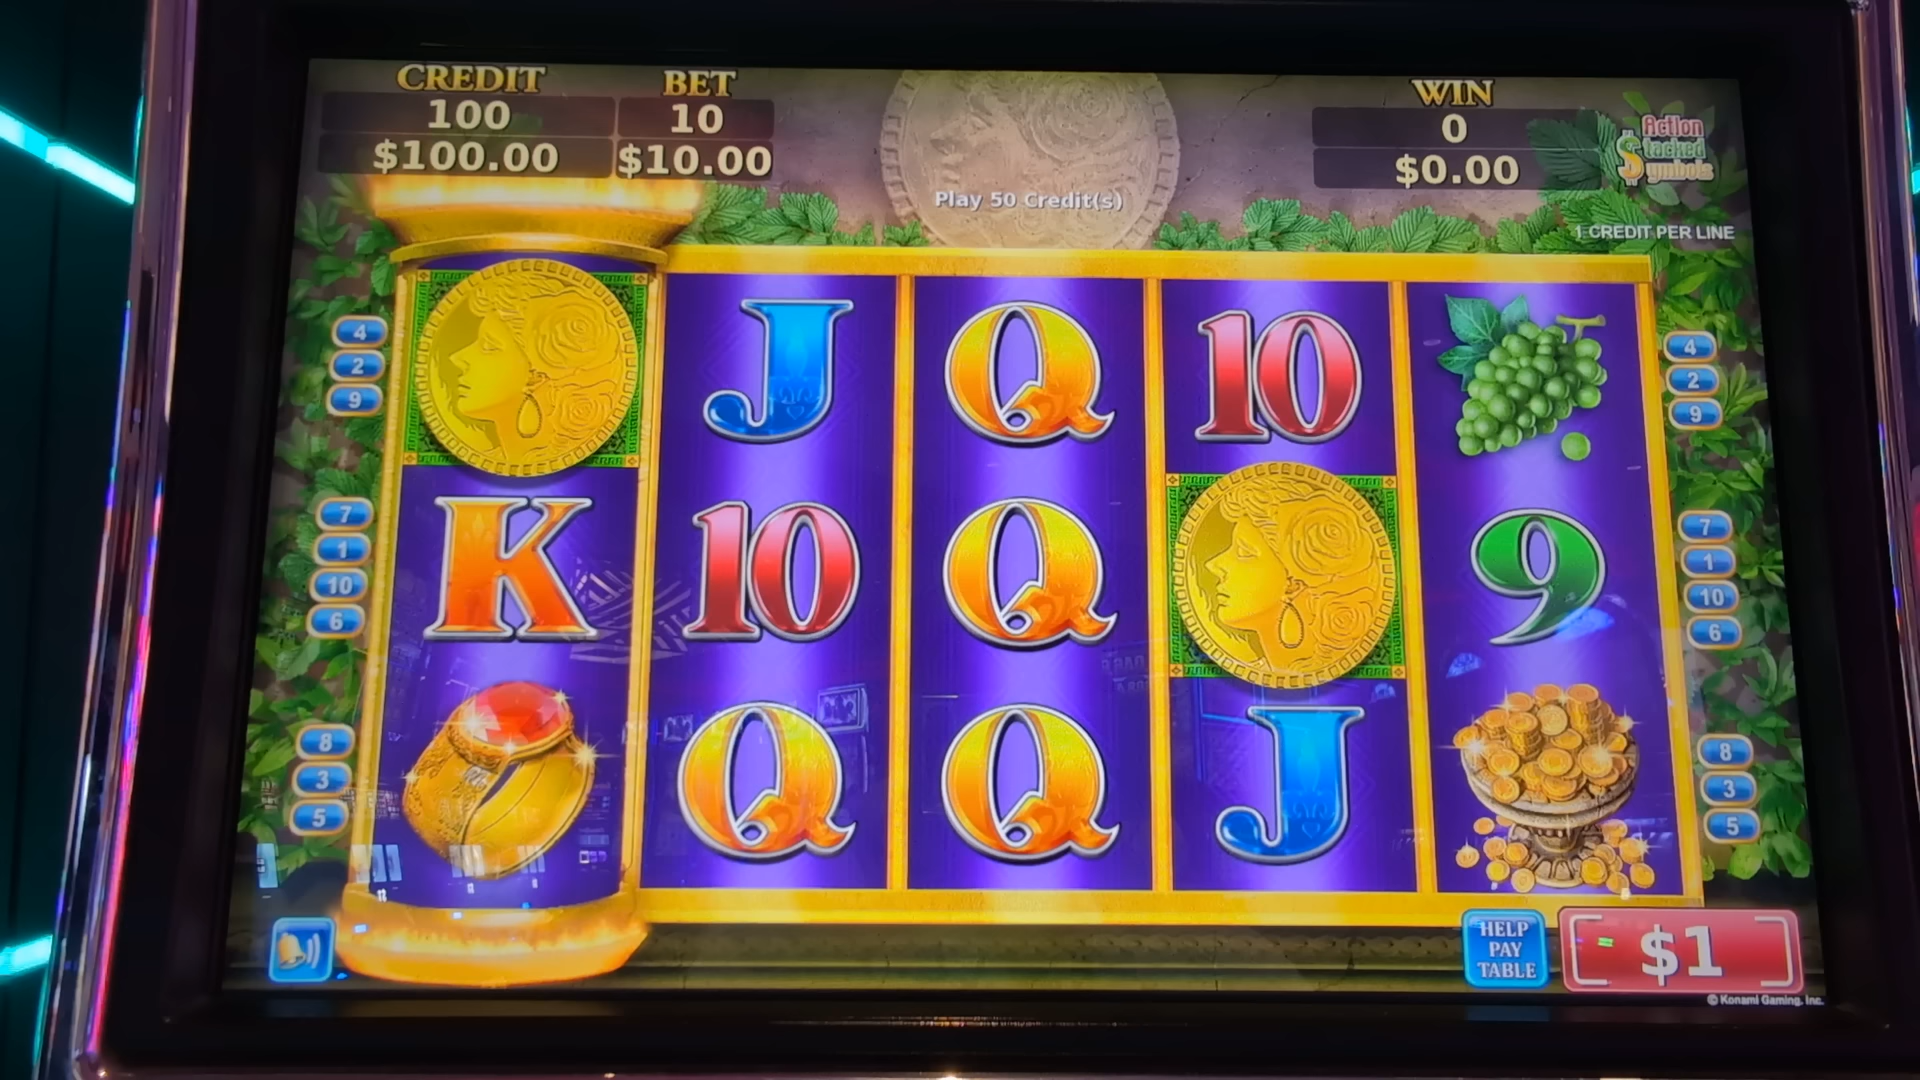 CREDIT BET WIN
100 10 0
$100.00 $10.00 $0.00
Action
$tacked
$ymbols
Play 50 Credit(s)
1 CREDIT PER LINE
4 J Q 10 4
2 2
9 9
7 K 10 Q 9 7
1 1
10 10
6 6
8 Q Q J 8
3 3
5 5
HELP
PAY
TABLE
$1
© Konami Gaming, Inc.